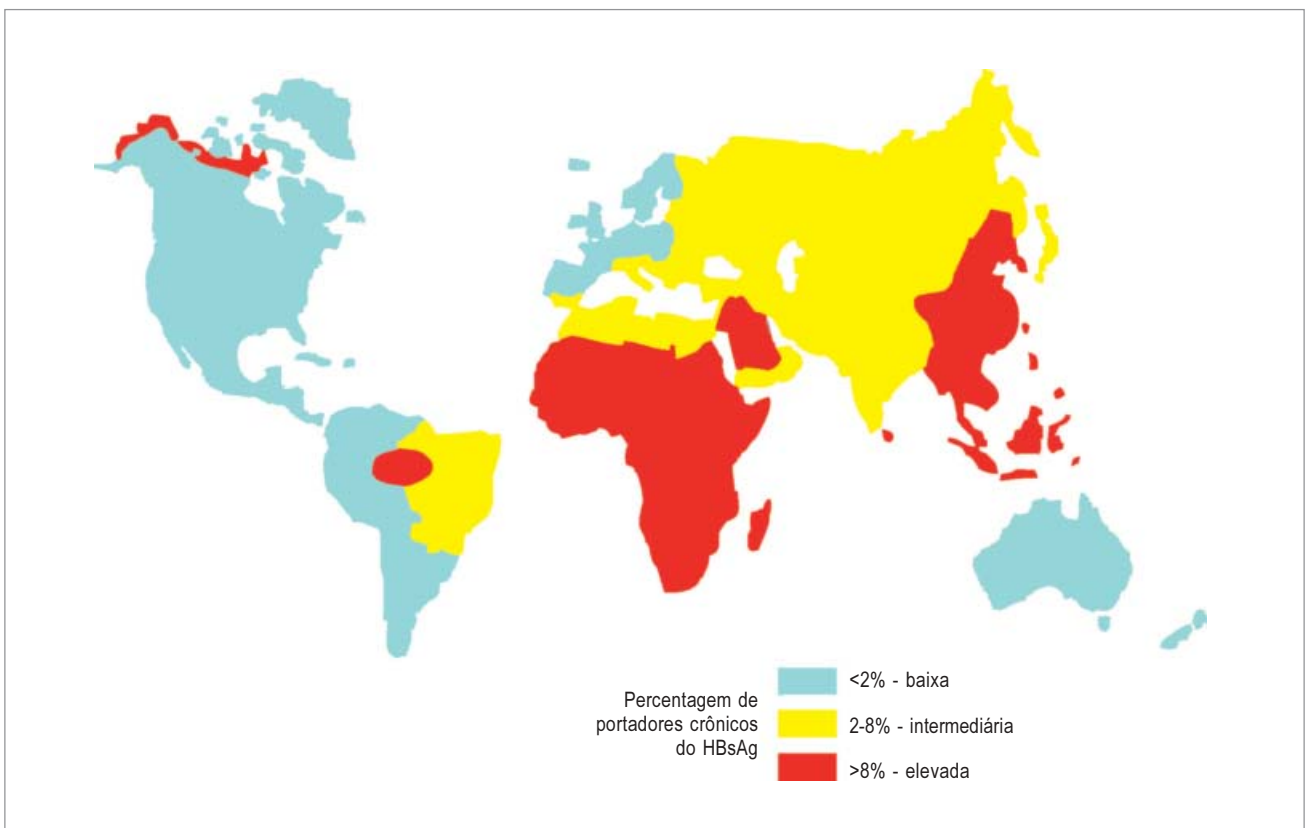 Percentagem de
portadores crônicos
do HBsAg
<2% - baixa
2-8% - intermediária
>8% - elevada